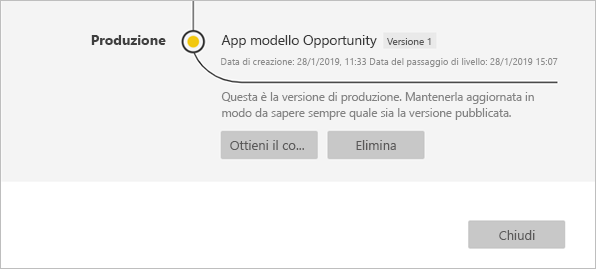 Produzione
App modello Opportunity Versione 1
Data di creazione: 28/1/2019, 11:33 Data del passaggio di livello: 28/1/2019 15:07
Questa è la versione di produzione. Mantenerla aggiornata in
modo da sapere sempre quale sia la versione pubblicata.
Ottieni il co... Elimina
Chiudi